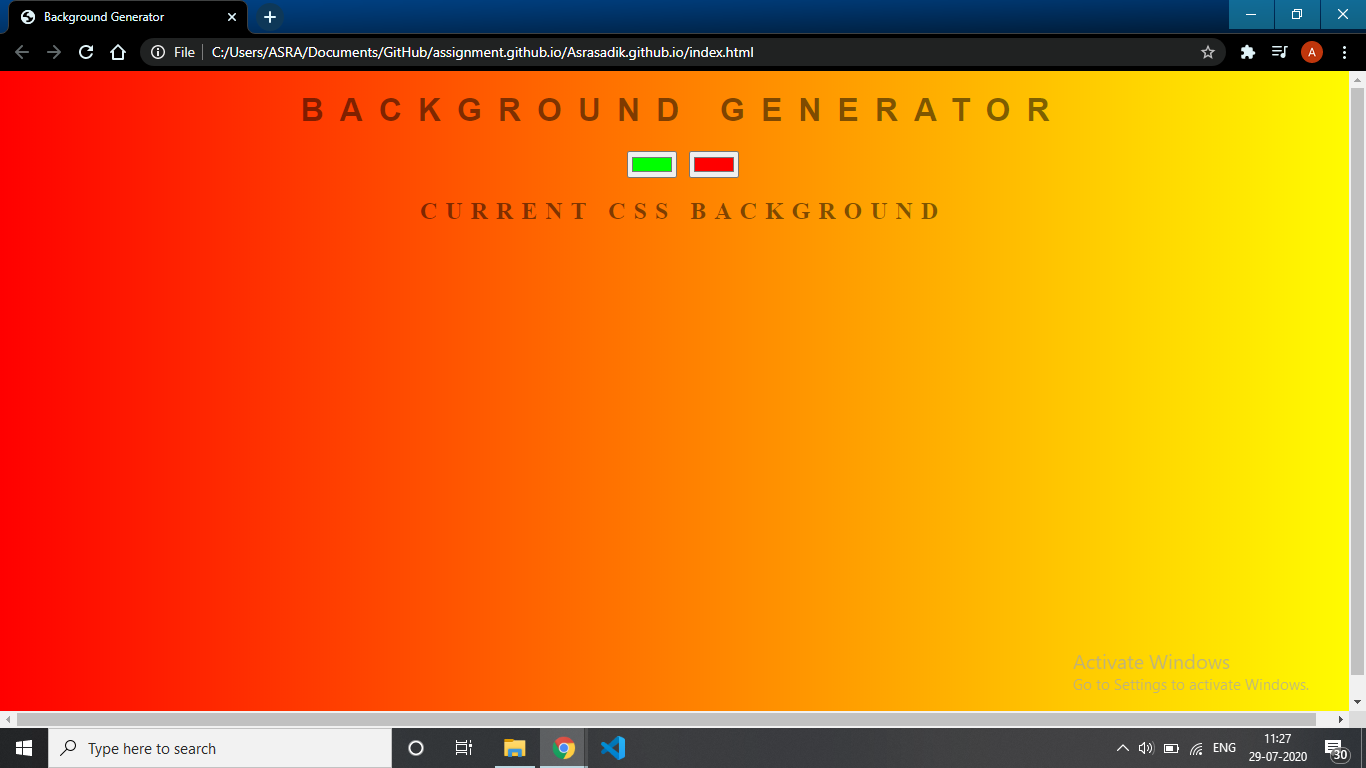 Background Generator
File
C:/Users/ASRA/Documents/GitHub/assignment.github.io/Asrasadik.github.io/index.html
A
BACKGROUND GENERATOR
CURRENT CSS BACKGROUND
Activate Windows
Go to Settings to activate Windows.
Type here to search
ENG
11:27
29-07-2020
30